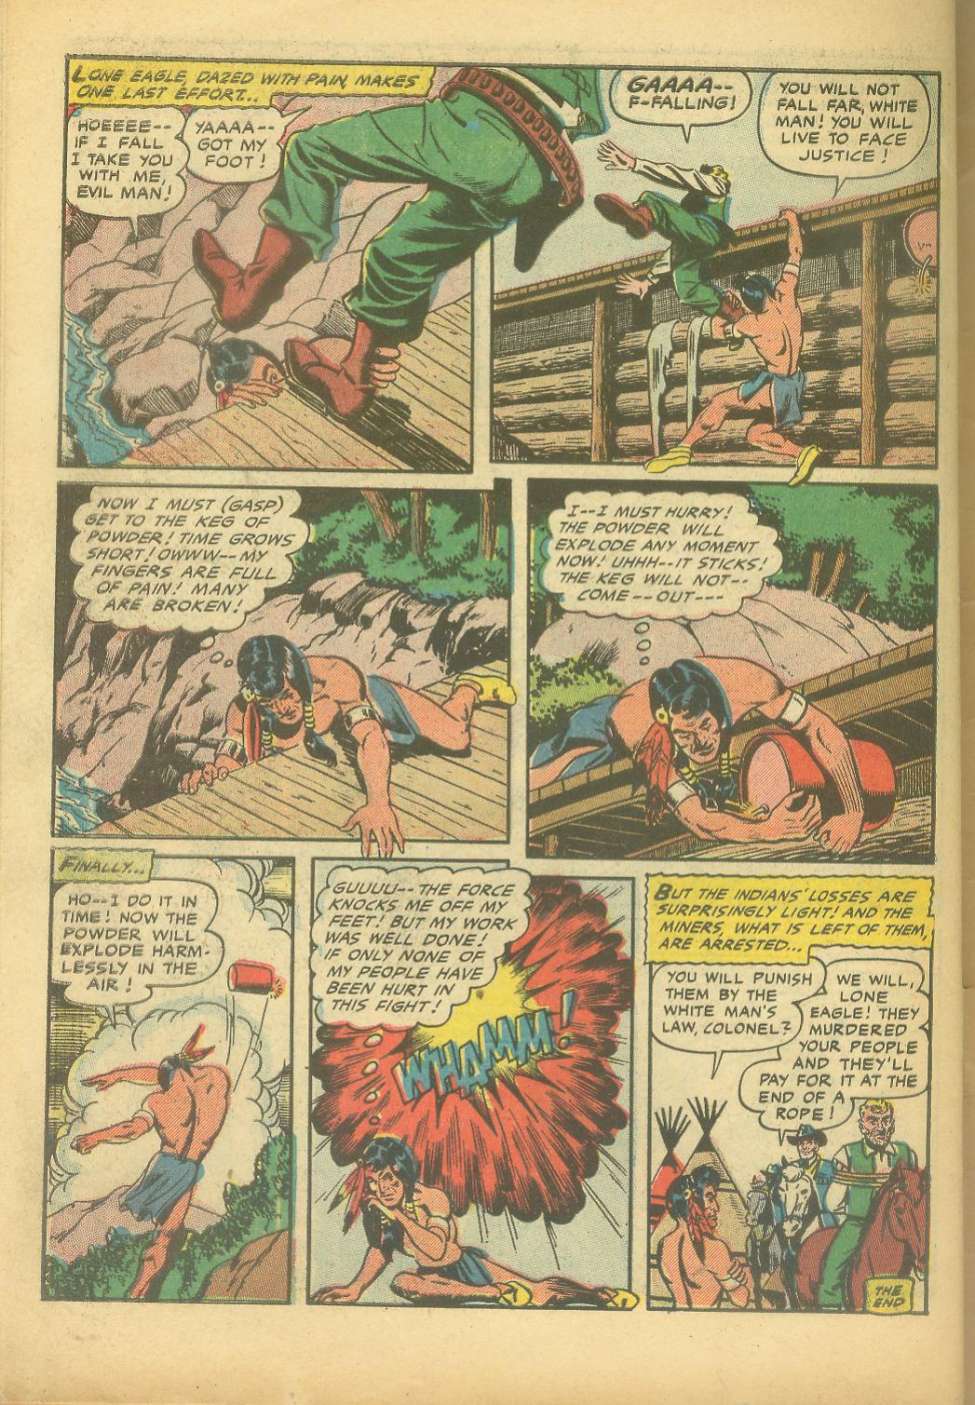 LONE EAGLE, DAZED WITH PAIN, MAKES
ONE LAST EFFORT...
HOEEEE--
IF I FALL
I TAKE YOU
WITH ME,
EVIL MAN!
YAAAA--
GOT MY
FOOT!
GAAAA--
F-FALLING!
YOU WILL NOT
FALL FAR, WHITE
MAN! YOU WILL
LIVE TO FACE
JUSTICE!
NOW I MUST (GASP)
GET TO THE KEG OF
POWDER! TIME GROWS
SHORT! OWWW--MY
FINGERS ARE FULL
OF PAIN! MANY
ARE BROKEN!
I--I MUST HURRY!
THE POWDER WILL
EXPLODE ANY MOMENT
NOW! UHHH--IT STICKS!
THE KEG WILL NOT--
COME--OUT---
FINALLY...
HO--I DO IT IN
TIME! NOW THE
POWDER WILL
EXPLODE HARM-
LESSLY IN THE
AIR!
GUUUU--THE FORCE
KNOCKS ME OFF MY
FEET! BUT MY WORK
WAS WELL DONE!
IF ONLY NONE OF
MY PEOPLE HAVE
BEEN HURT IN
THIS FIGHT!
WHAMM!
BUT THE INDIANS' LOSSES ARE
SURPRISINGLY LIGHT! AND THE
MINERS, WHAT IS LEFT OF THEM,
ARE ARRESTED...
YOU WILL PUNISH
THEM BY THE
WHITE MAN'S
LAW, COLONEL?
WE WILL,
LONE
EAGLE! THEY
MURDERED
YOUR PEOPLE
AND THEY'LL
PAY FOR IT AT THE
END OF A
ROPE!
THE
END